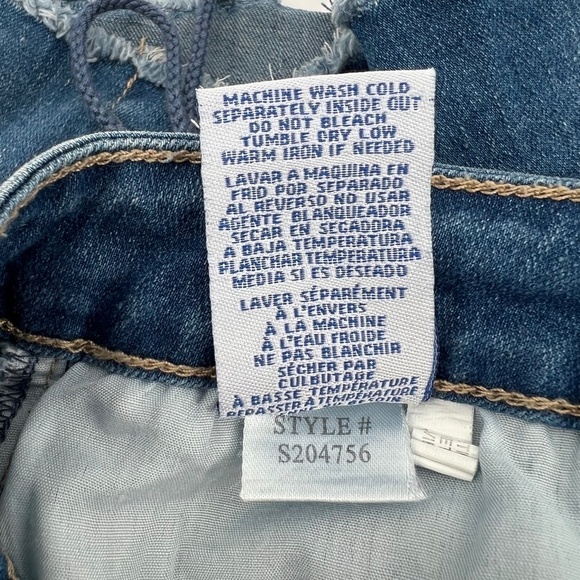 MACHINE WASH COLD
SEPARATELY INSIDE OUT
DO NOT BLEACH
TUMBLE DRY LOW
WARM IRON IF NEEDED
LAVAR A MAQUINA EN
FRIO POR SEPARADO
AL REVERSO NO USAR
AGENTE BLANQUEADOR
SECAR EN SECADORA
A BAJA TEMPERATURA
PLANCHAR TEMPERATURA
MEDIA SI ES DESEADO
LAVER SÉPARÉMENT
À L'ENVERS
À LA MACHINE
À L'EAU FROIDE
NE PAS BLANCHIR
SÉCHER PAR
CULBUTAGE
À BASSE TEMPÉRATURE
REPASSER À TEMPÉRATURE
STYLE #
S204756